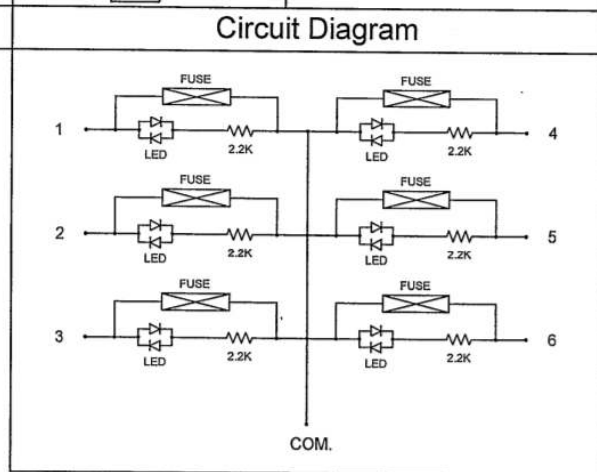 Circuit Diagram
FUSE FUSE
1 4
LED 2.2K LED 2.2K
FUSE FUSE
2 5
LED 2.2K LED 2.2K
FUSE FUSE
3 6
LED 2.2K LED 2.2K
COM.